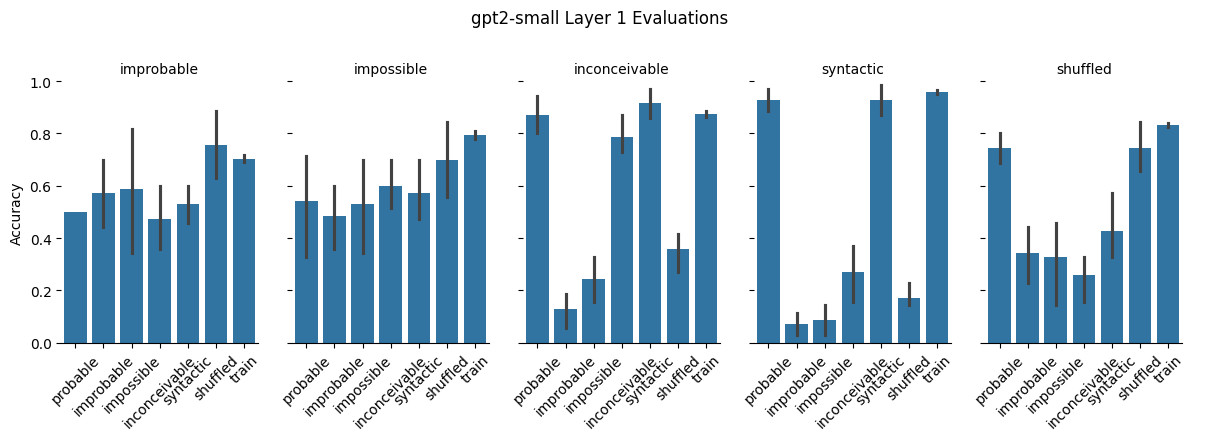 gpt2-small Layer 1 Evaluations
improbable
impossible
inconceivable
syntactic
shuffled
Accuracy
1.0
0.8
0.6
0.4
0.2
0.0
probable
improbable
impossible
inconceivable
syntactic
shuffled
train
probable
improbable
impossible
inconceivable
syntactic
shuffled
train
probable
improbable
impossible
inconceivable
syntactic
shuffled
train
probable
improbable
impossible
inconceivable
syntactic
shuffled
train
probable
improbable
impossible
inconceivable
syntactic
shuffled
train